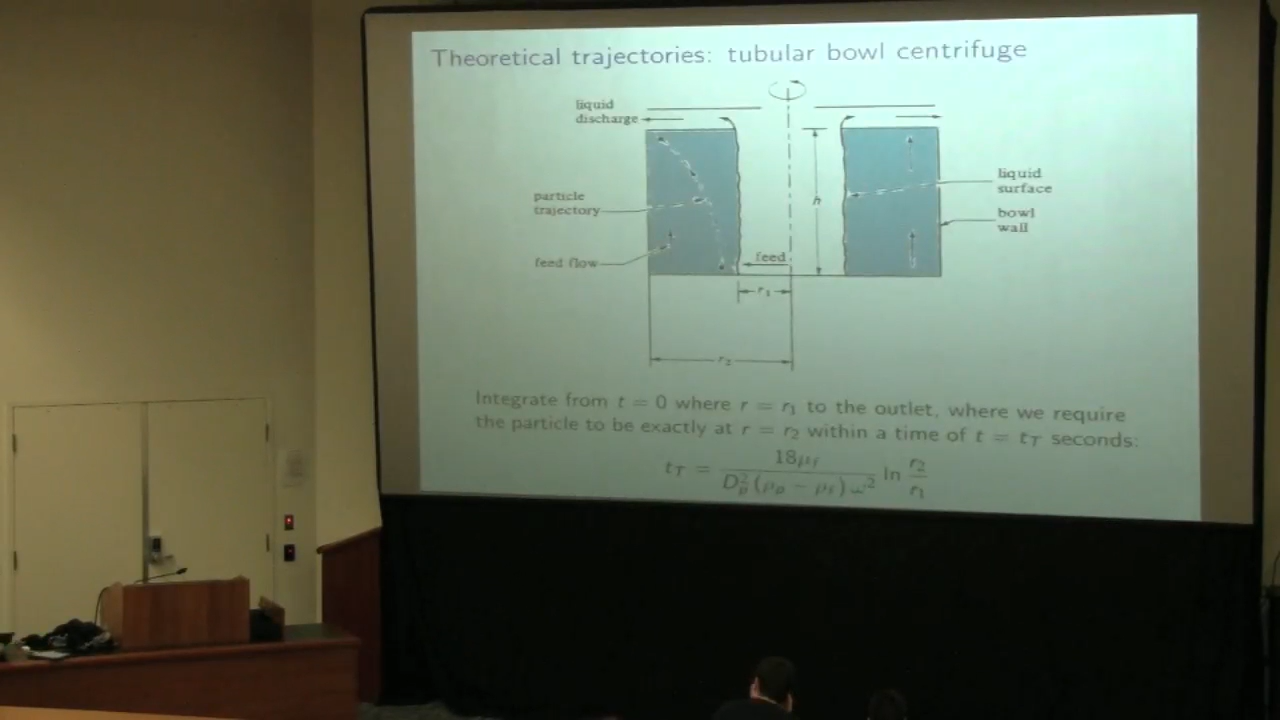 Theoretical trajectories: tubular bowl centrifuge
liquid
discharge
particle
trajectory
feed flow
feed
h
r₁
r₂
liquid
surface
bowl
wall
Integrate from t = 0 where r = r₁ to the outlet, where we require
the particle to be exactly at r = r₂ within a time of t = t_T seconds:
t_T = 18μ_f / D_p² (ρ_p − ρ_f) ω² ln r₂/r₁